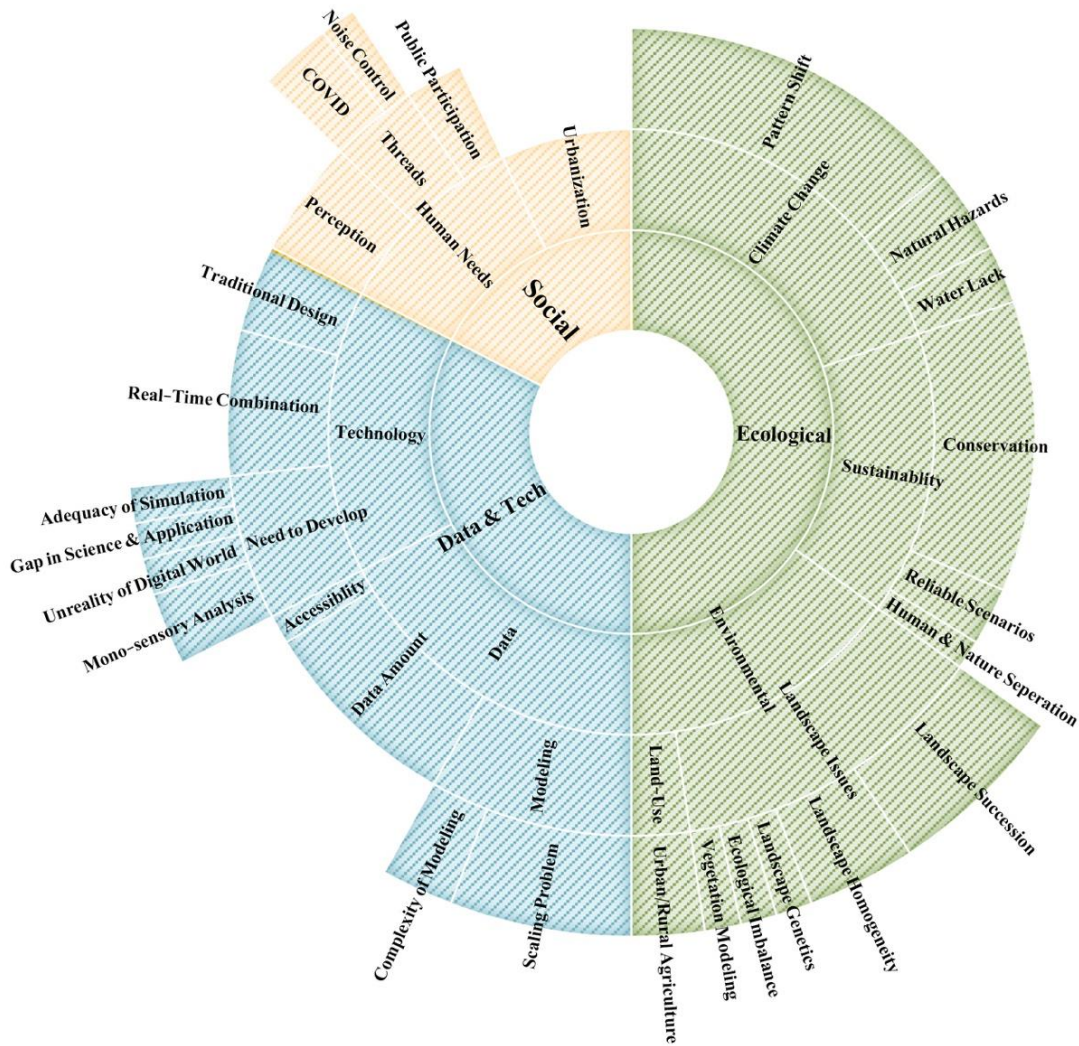 Noise Control
Public Participation
COVID
Threads
Urbanization
Perception
Human Needs
Social
Pattern Shift
Climate Change
Natural Hazards
Water Lack
Ecological
Conservation
Sustainablity
Reliable Scenarios
Human & Nature Seperation
Environmental
Landscape Issues
Landscape Succession
Land-Use
Landscape Homogeneity
Landscape Genetics
Ecological Imbalance
Vegetation Modeling
Urban/Rural Agriculture
Traditional Design
Real-Time Combination
Technology
Data & Tech
Adequacy of Simulation
Gap in Science & Application
Need to Develop
Unreality of Digital World
Mono-sensory Analysis
Accessiblity
Data
Data Amount
Modeling
Complexity of Modeling
Scaling Problem